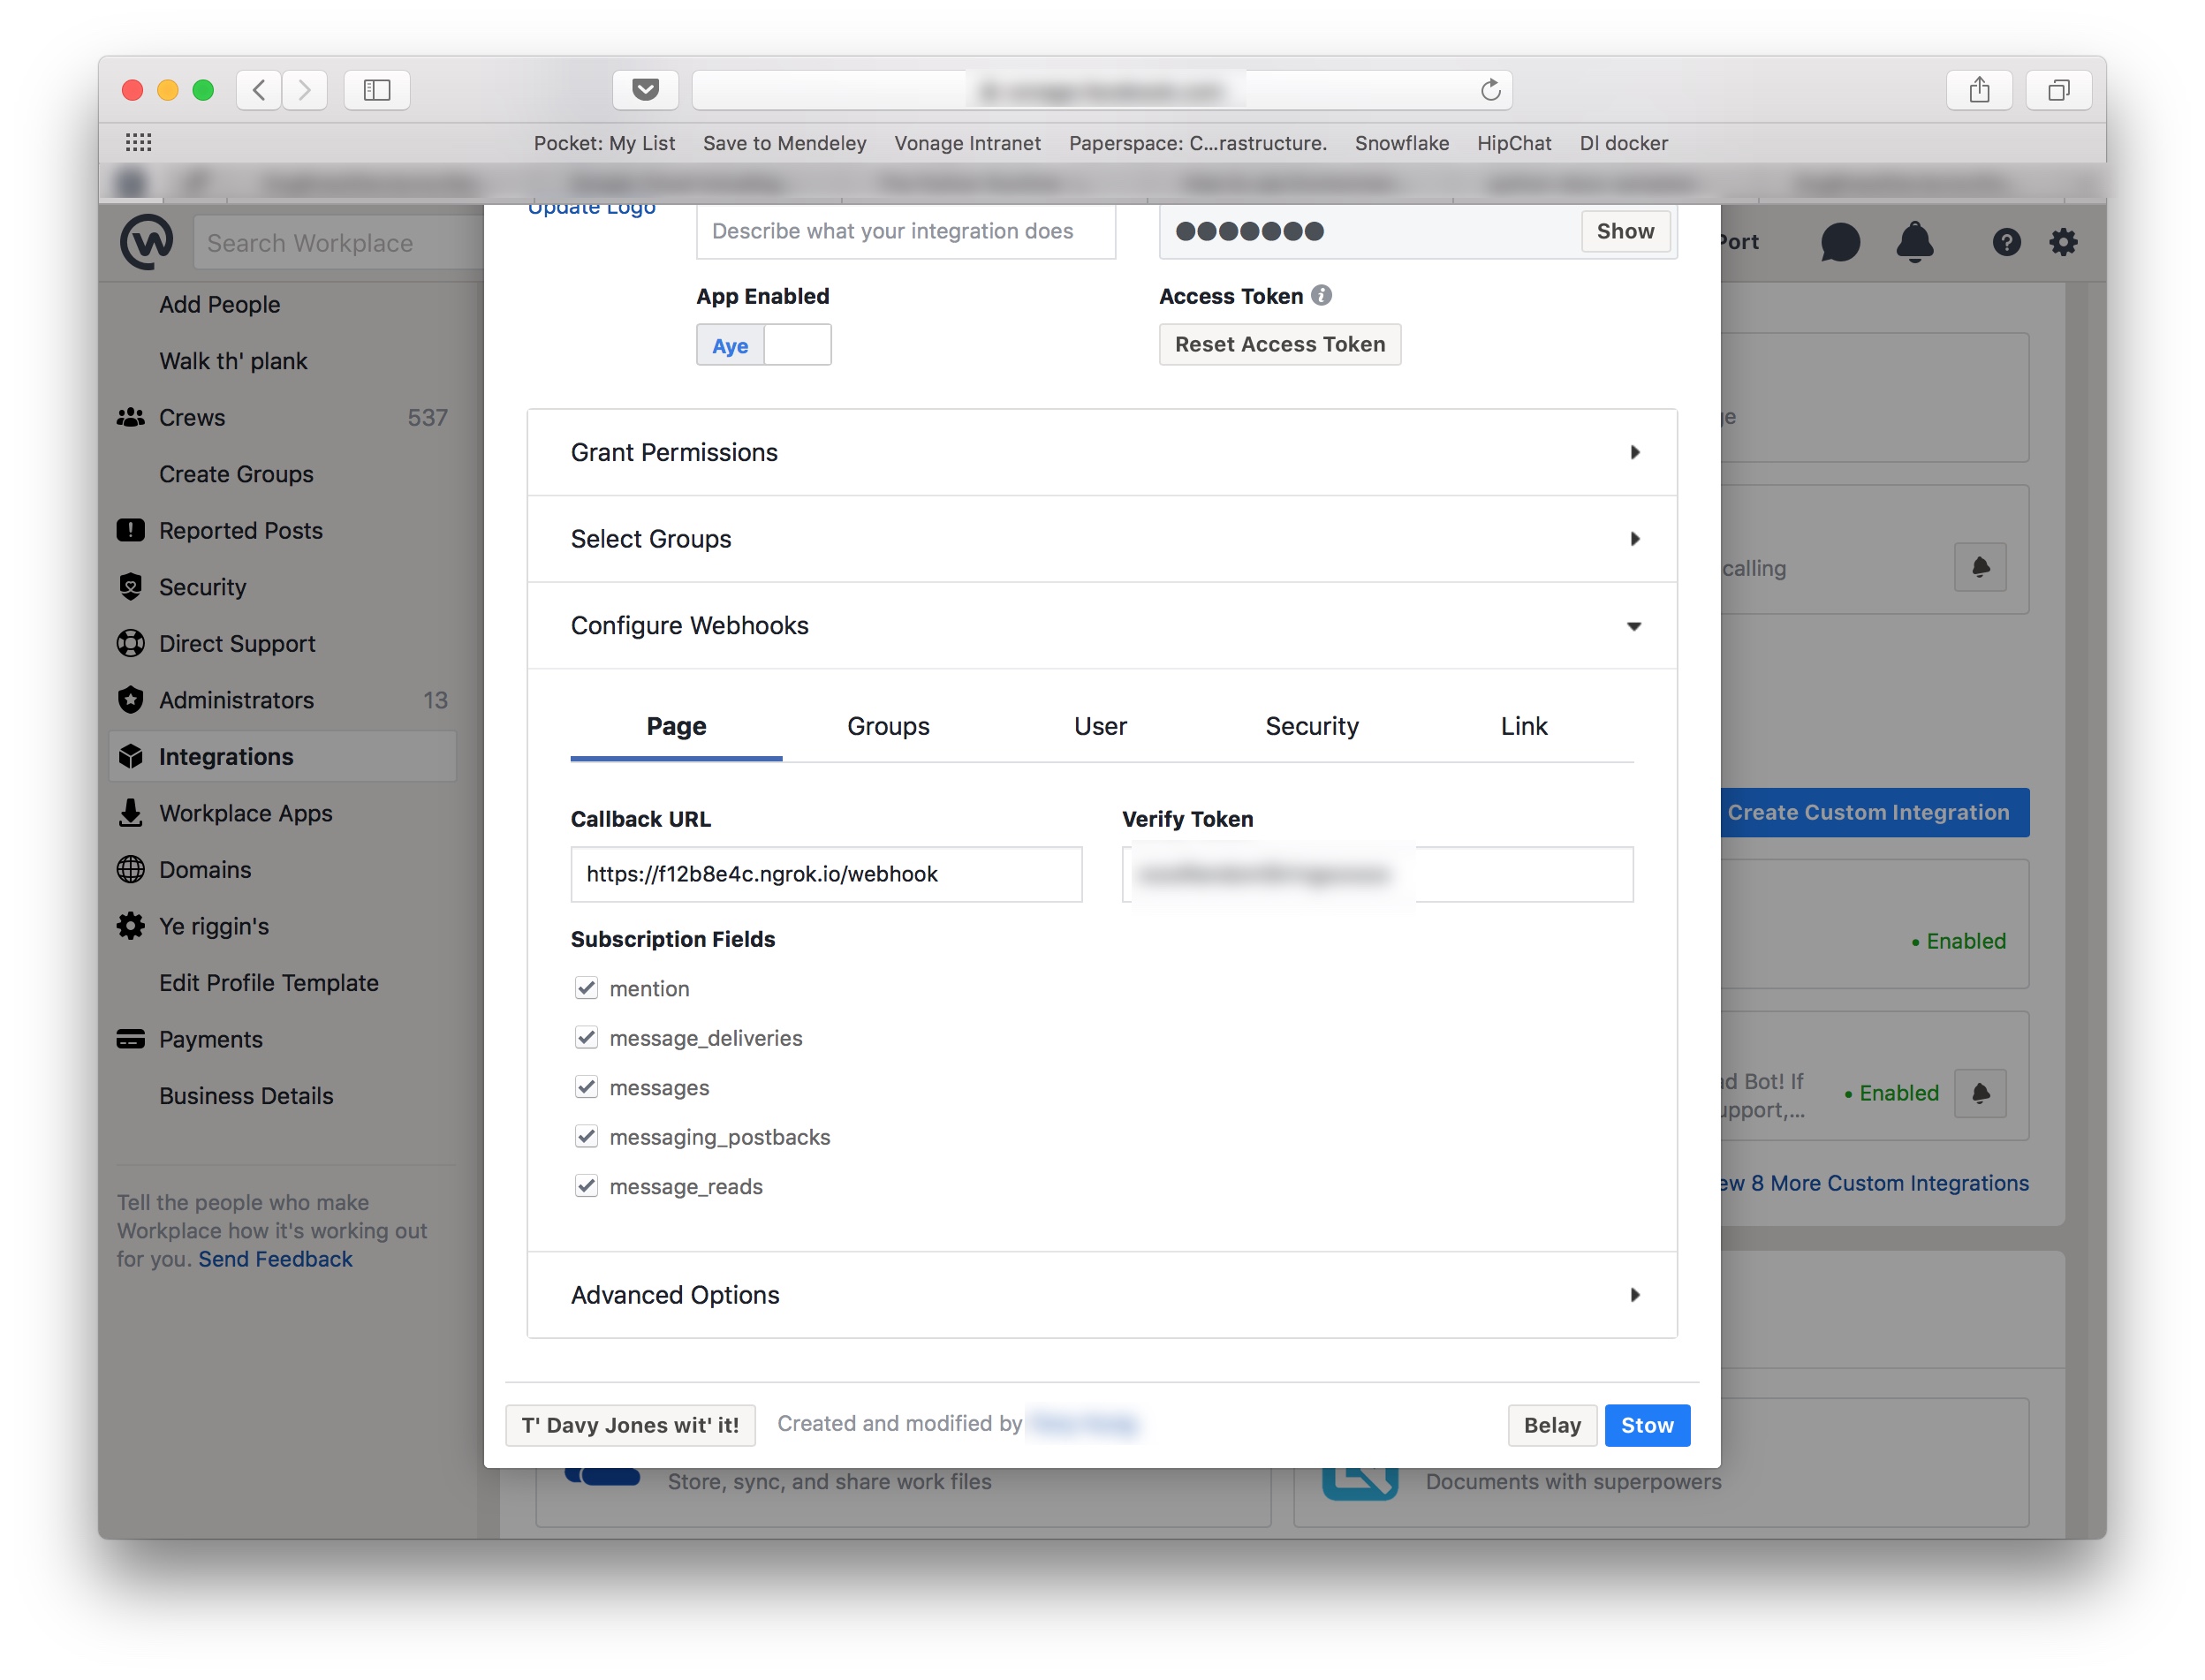 Pocket: My List Save to Mendeley Vonage Intranet Paperspace: C...rastructure. Snowflake HipChat DI docker
Search Workplace
Add People
Walk th' plank
Crews 537
Create Groups
Reported Posts
Security
Direct Support
Administrators 13
Integrations
Workplace Apps
Domains
Ye riggin's
Edit Profile Template
Payments
Business Details
Tell the people who make
Workplace how it's working out
for you. Send Feedback
Update Logo
Describe what your integration does
Show
App Enabled
Access Token
Aye
Reset Access Token
Grant Permissions
Select Groups
Configure Webhooks
Page Groups User Security Link
Callback URL
Verify Token
https://f12b8e4c.ngrok.io/webhook
Subscription Fields
mention
message_deliveries
messages
messaging_postbacks
message_reads
Advanced Options
T' Davy Jones wit' it!
Created and modified by
Belay
Stow
Port
ge
calling
Create Custom Integration
• Enabled
d Bot! If
upport,...
• Enabled
ew 8 More Custom Integrations
Store, sync, and share work files
Documents with superpowers